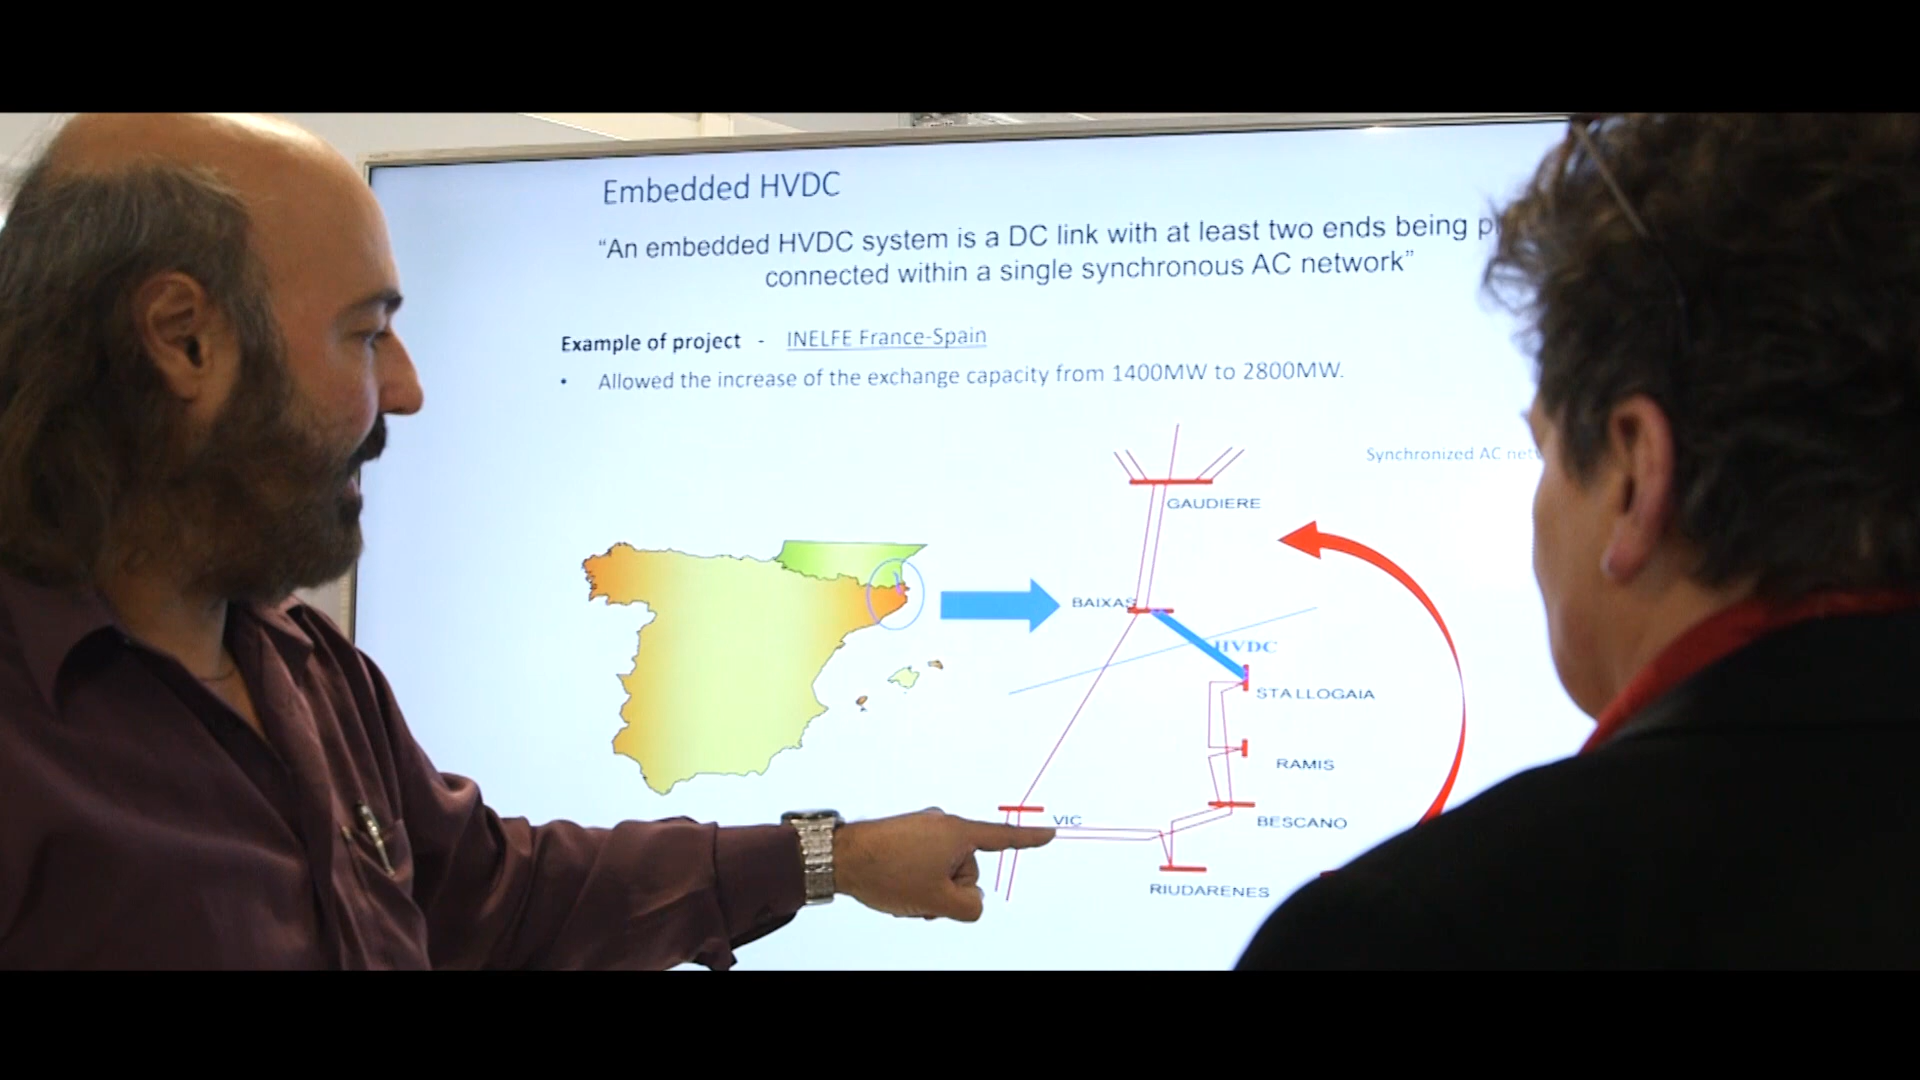 Embedded HVDC
“An embedded HVDC system is a DC link with at least two ends being
connected within a single synchronous AC network”
Example of project - INELFE France-Spain
• Allowed the increase of the exchange capacity from 1400MW to 2800MW.
Synchronized AC
GAUDIERE
BAIXAS
HVDC
STALLOGAIA
RAMIS
VIC
BESCANO
RIUDARENES